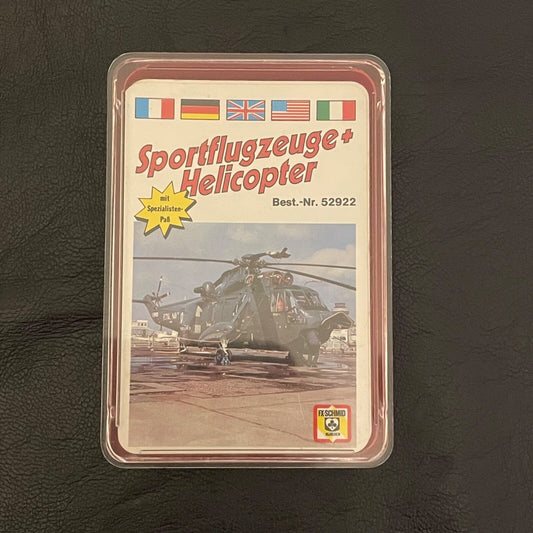 Sportflugzeuge+
Helicopter
mit
Spezialisten-
Paß
Best.-Nr. 52922
F.X. SCHMID